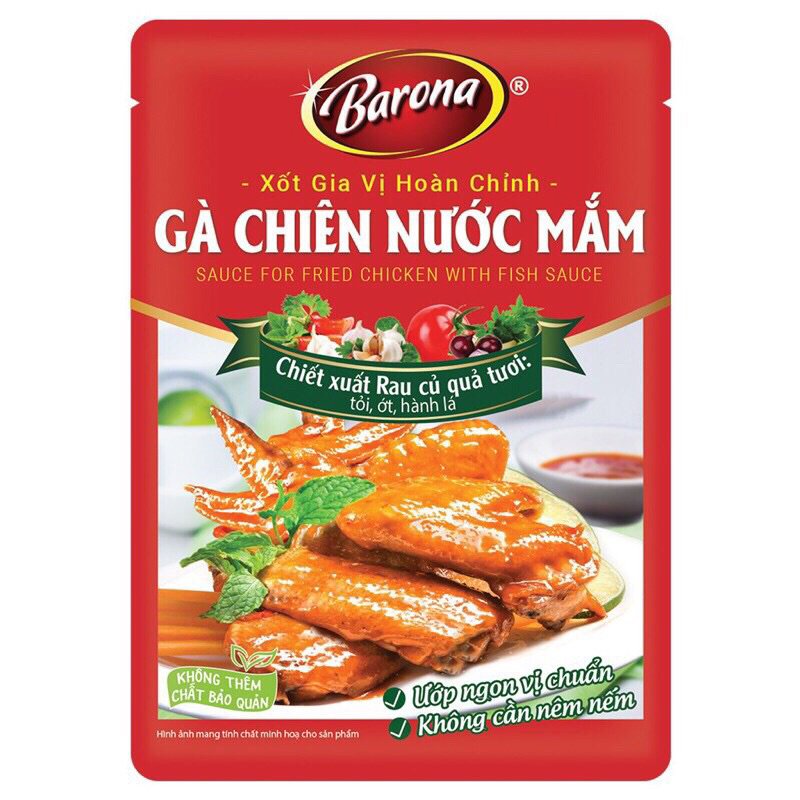 Barona ®
- Xốt Gia Vị Hoàn Chỉnh -
GÀ CHIÊN NƯỚC MẮM
SAUCE FOR FRIED CHICKEN WITH FISH SAUCE
Chiết xuất Rau củ quả tươi:
tỏi, ớt, hành lá
KHÔNG THÊM
CHẤT BẢO QUẢN
Ướp ngon vị chuẩn
Không cần nêm nếm
Hình ảnh mang tính chất minh hoạ cho sản phẩm